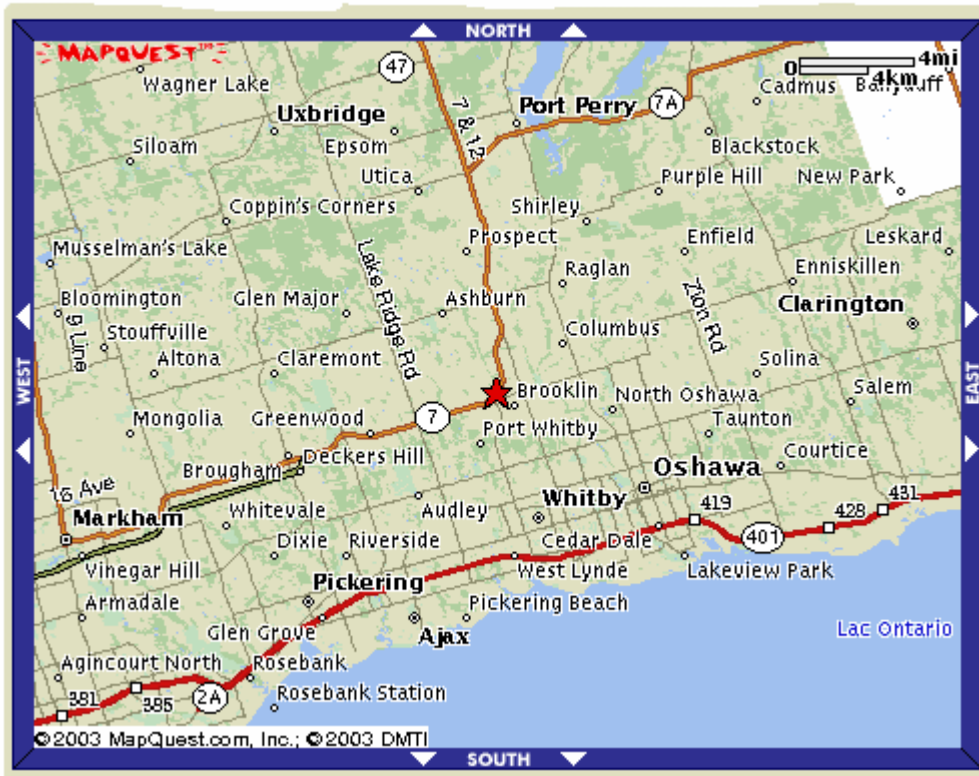 NORTH
MAPQUEST
47
0 4mi
4km
Wagner Lake
Cadmus
Uxbridge
Port Perry
7A
7 & 12
Siloam
Epsom
Blackstock
Utica
Purple Hill
New Park
Coppin's Corners
Shirley
Musselman's Lake
Prospect
Enfield
Leskard
Lake Ridge Rd
Raglan
Enniskillen
Bloomington
Glen Major
Ashburn
Zion Rd
Clarington
9 Line
Stouffville
Columbus
WEST
Altona
Claremont
Solina
EAST
Brooklin
North Oshawa
Salem
Mongolia
Greenwood
7
Port Whitby
Taunton
Brougham
Deckers Hill
Courtice
16 Ave
Oshawa
Markham
Whitevale
Audley
Whitby
419
428
431
Dixie
Riverside
Cedar Dale
401
Vinegar Hill
Pickering
West Lynde
Lakeview Park
Armadale
Pickering Beach
Glen Grove
Ajax
Lac Ontario
Agincourt North
Rosebank
381
385
2A
Rosebank Station
©2003 MapQuest.com, Inc.; ©2003 DMTI
SOUTH